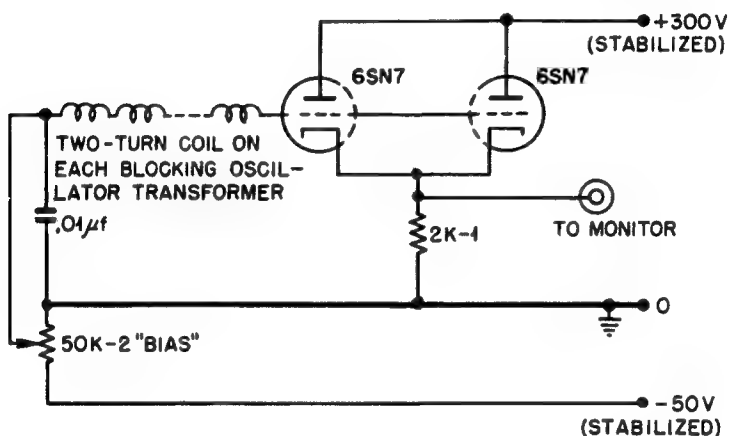 +300V
(STABILIZED)
6SN7
6SN7
TWO-TURN COIL ON
EACH BLOCKING OSCIL-
LATOR TRANSFORMER
.01μf
2K-1
TO MONITOR
0
50K-2 "BIAS"
-50V
(STABILIZED)